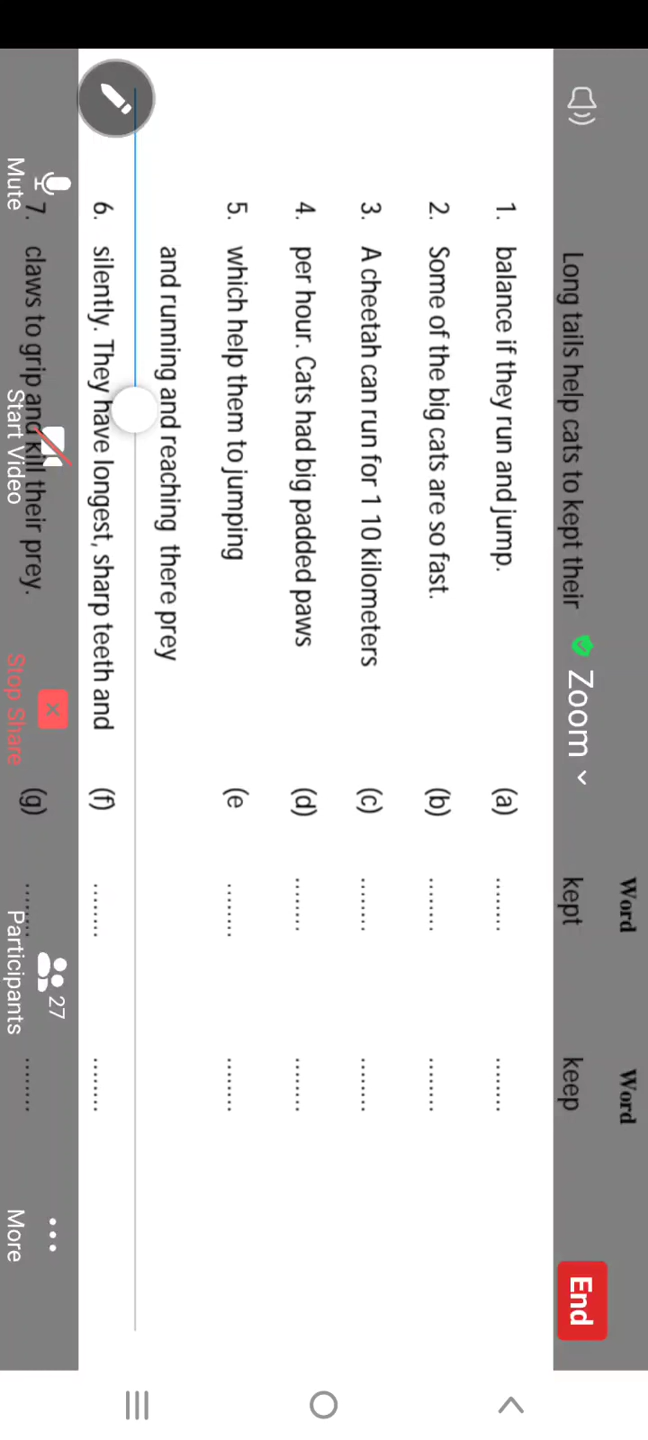 Word Word
Long tails help cats to kept their kept keep
Zoom
End
1. balance if they run and jump. (a) ........ ........
2. Some of the big cats are so fast. (b) ........ ........
3. A cheetah can run for 1 10 kilometers (c) ........ ........
4. per hour. Cats had big padded paws (d) ........ ........
5. which help them to jumping (e ........ ........
and running and reaching there prey
6. silently. They have longest, sharp teeth and (f) ........ ........
7. claws to grip and kill their prey. (g) ........ ........
27
Mute Start Video Stop Share Participants More